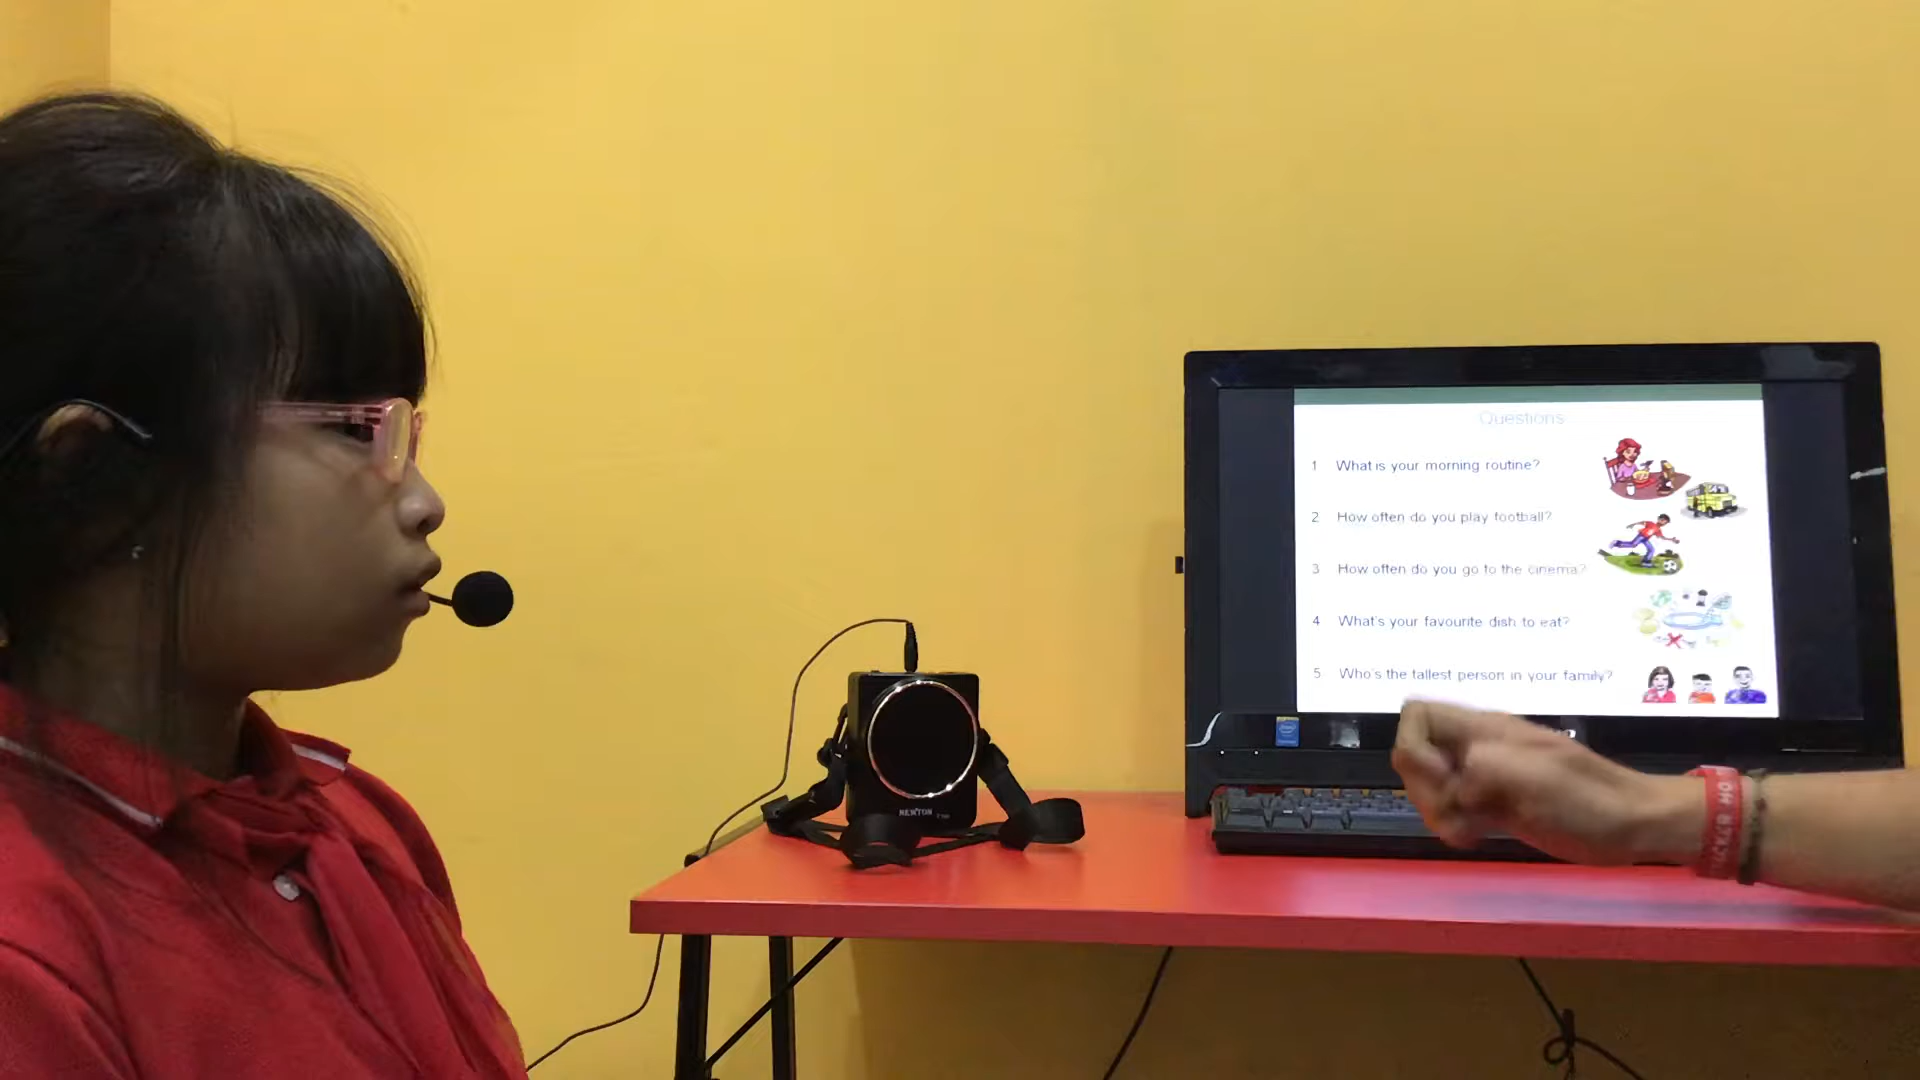 Questions
1 What is your morning routine?
2 How often do you play football?
3 How often do you go to the cinema?
4 What's your favourite dish to eat?
5 Who's the tallest person in your family?
NEWTON